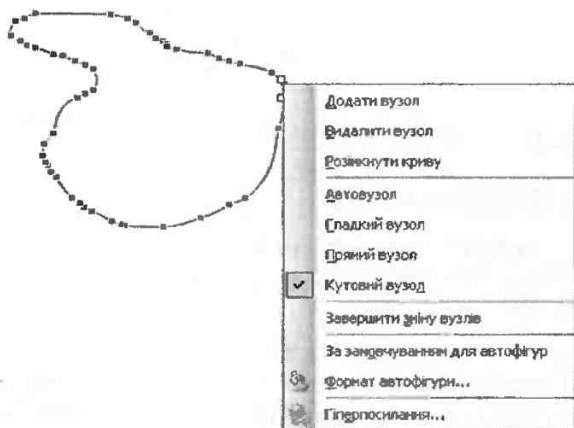 Додати вузол
Видалити вузол
Розімкнути криву
Автовузол
Гладкий вузол
Прямий вузол
Кутовий вузол
Завершити зміну вузлів
За замовчуванням для автофігур
Формат автофігури...
Гіперпосилання...